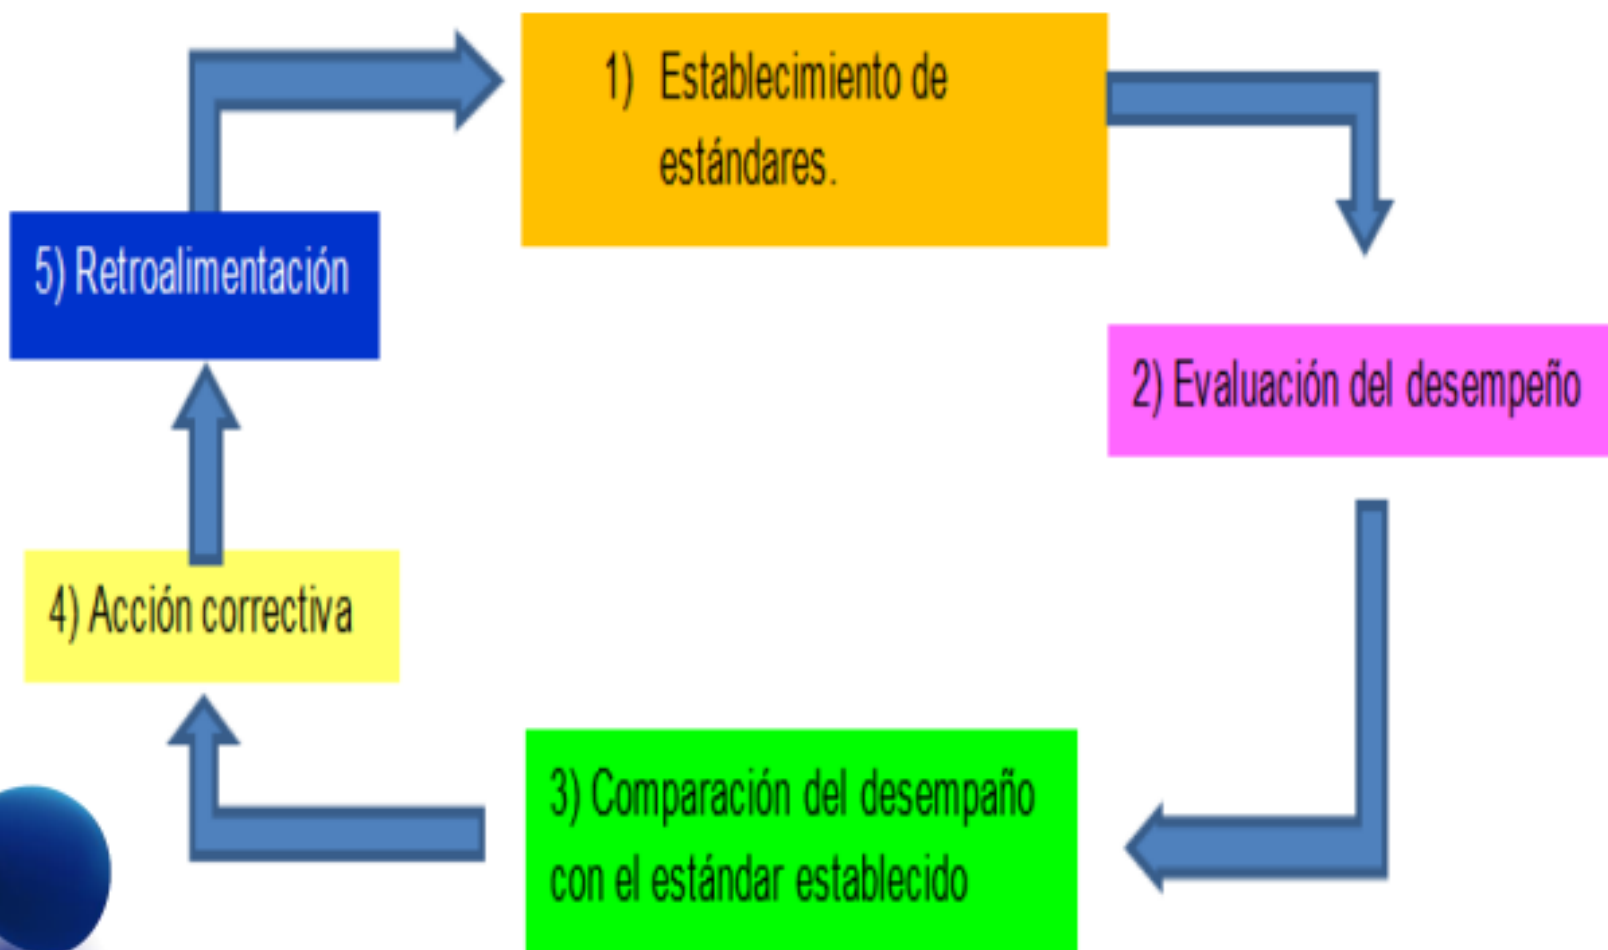 1) Establecimiento de
estándares.
2) Evaluación del desempeño
3) Comparación del desempaño
con el estándar establecido
4) Acción correctiva
5) Retroalimentación